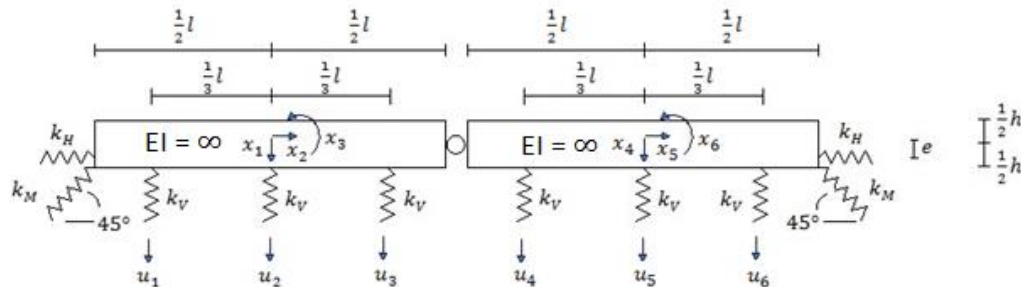 ½l ½l ½l ½l
⅓l ⅓l ⅓l ⅓l
k_H EI = ∞ x_1 x_2 x_3 EI = ∞ x_4 x_5 x_6 k_H e ½h
½h
k_M 45° k_V k_V k_V k_V k_V k_V 45° k_M
u_1 u_2 u_3 u_4 u_5 u_6